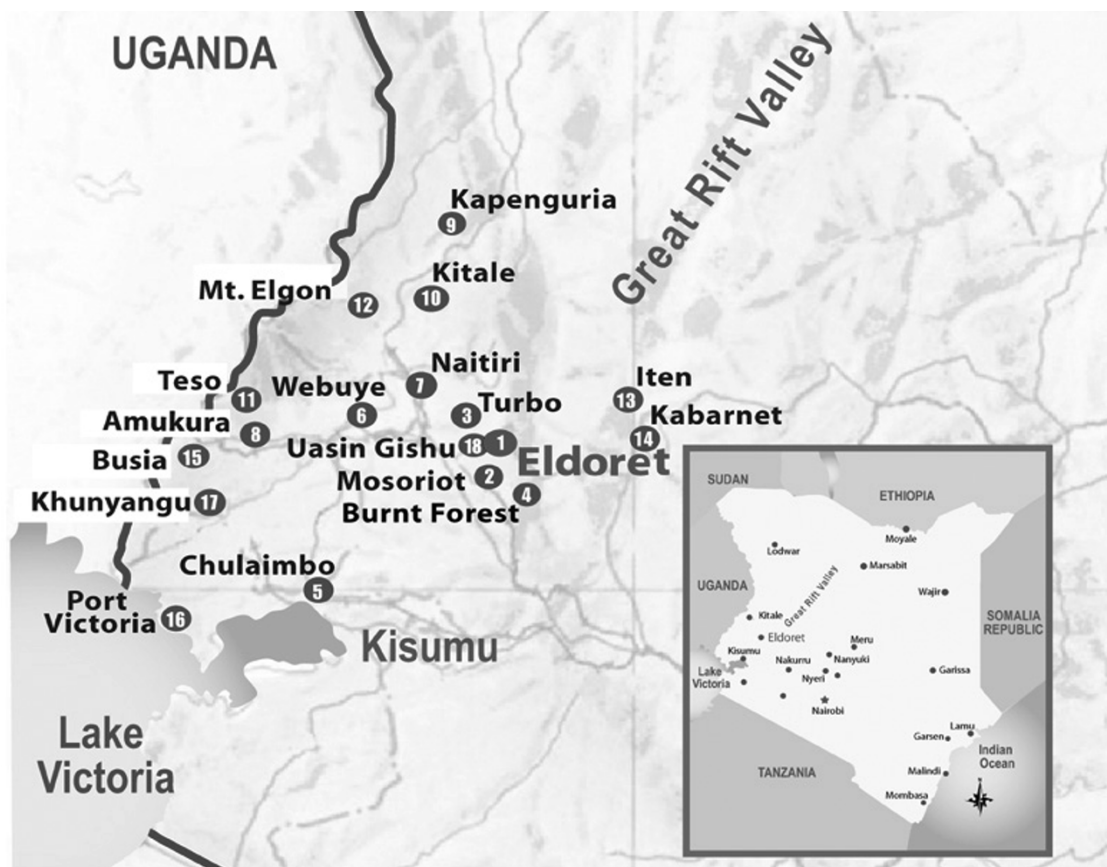 UGANDA
Great Rift Valley
Kapenguria
9
Kitale
10
Mt. Elgon
12
Naitiri
7
Iten
13
Teso
11
Webuye
6
Turbo
3
Kabarnet
14
Amukura
8
Uasin Gishu
18
1
Eldoret
Busia
15
Mosoriot
2
Khunyangu
17
Burnt Forest
4
Chulaimbo
5
Port
Victoria
16
Kisumu
Lake
Victoria
SUDAN
ETHIOPIA
Moyale
Lodwar
Marsabit
UGANDA
Wajir
Great Rift Valley
SOMALIA
REPUBLIC
Kitale
Eldoret
Meru
Kisumu
Nakurru
Nanyuki
Nyeri
Garissa
Lake
Victoria
Nairobi
Lamu
Garsen
Indian
Ocean
TANZANIA
Malindi
Mombasa